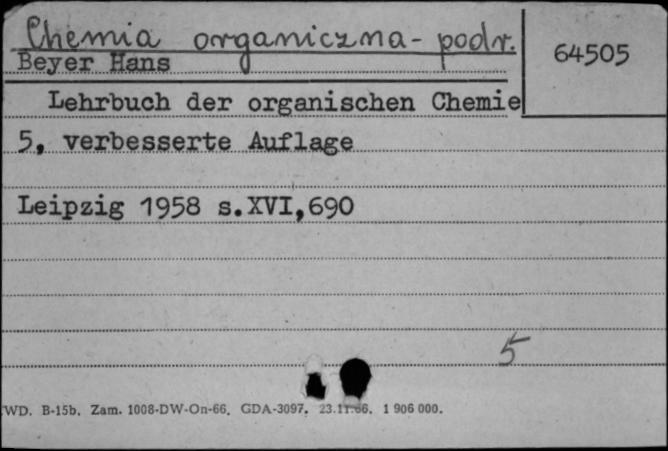 Chemia organiczna - podr.
64505
Beyer Hans
Lehrbuch der organischen Chemie
5, verbesserte Auflage
Leipzig 1958 s.XVI,690
5
WD. B-15b. Zam. 1008-DW-On-66. GDA-3097. 23.11.66. 1 906 000.